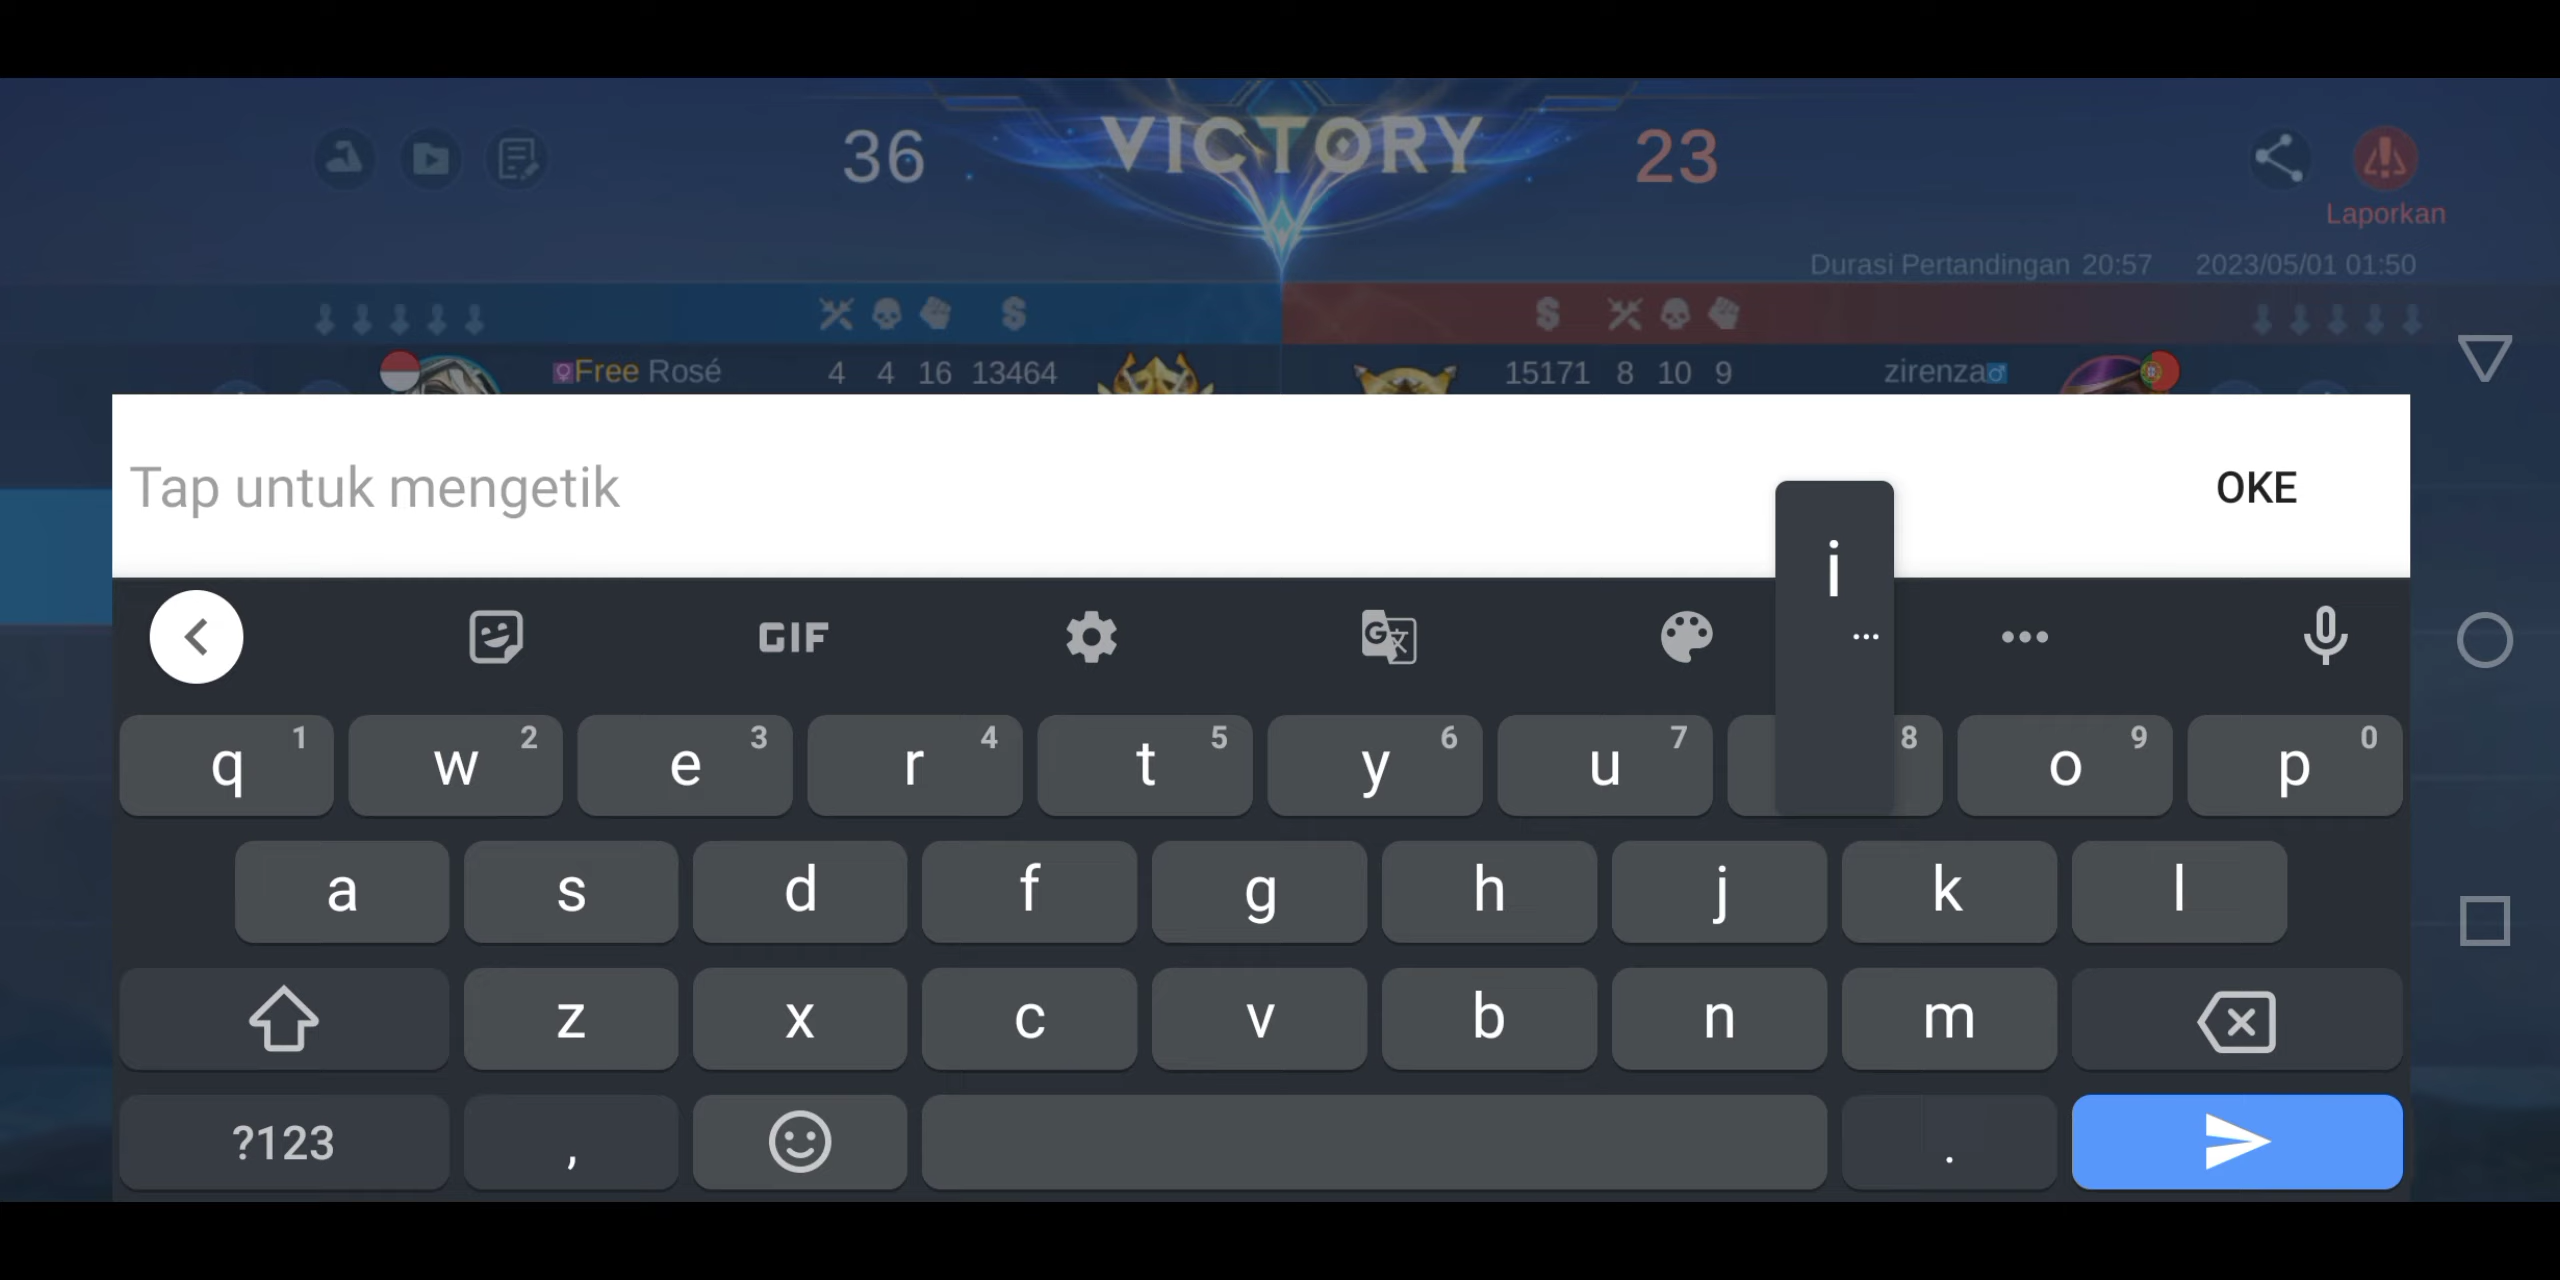 36 VICTORY 23
Laporkan
Durasi Pertandingan 20:57 2023/05/01 01:50
Free Rosé 4 4 16 13464 15171 8 10 9 zirenza
Tap untuk mengetik OKE
i
GIF G文
q 1 w 2 e 3 r 4 t 5 y 6 u 7 8 o 9 p 0
a s d f g h j k l
z x c v b n m
?123 , .